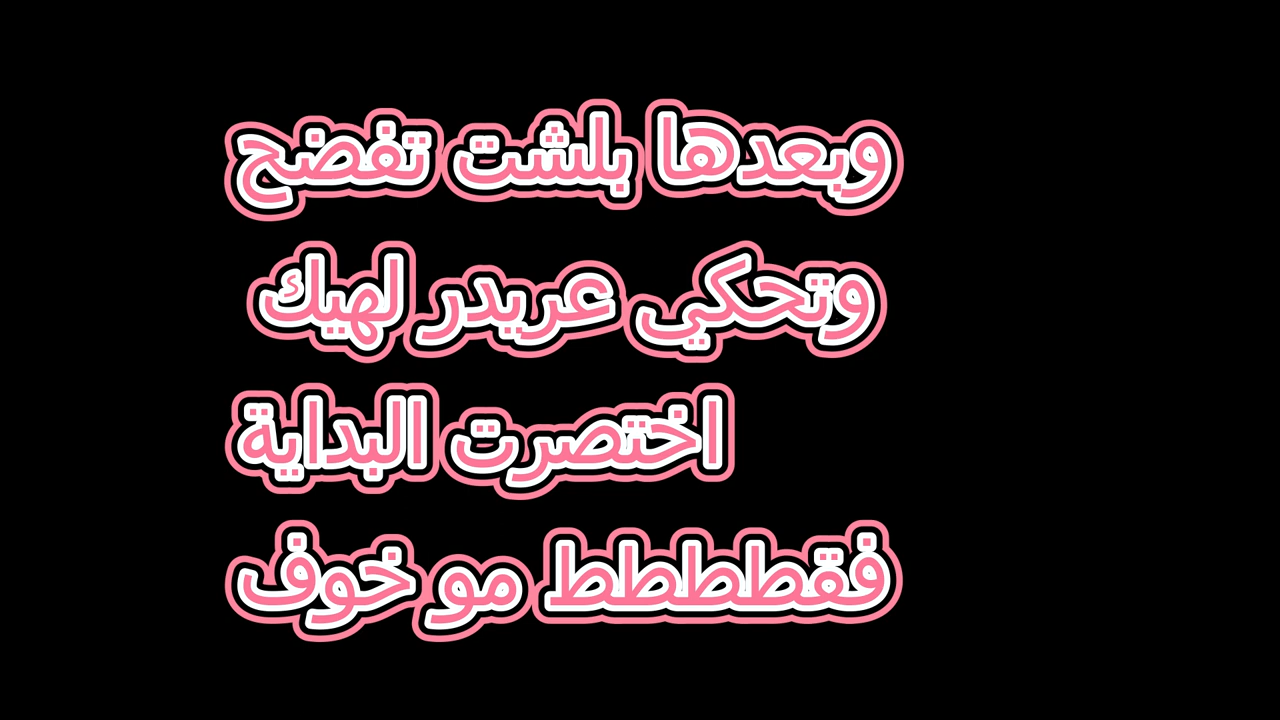 وبعدها بلشت تفضح
وتحكي عريدر لهيك
اختصرت البداية
فقططططط مو خوف